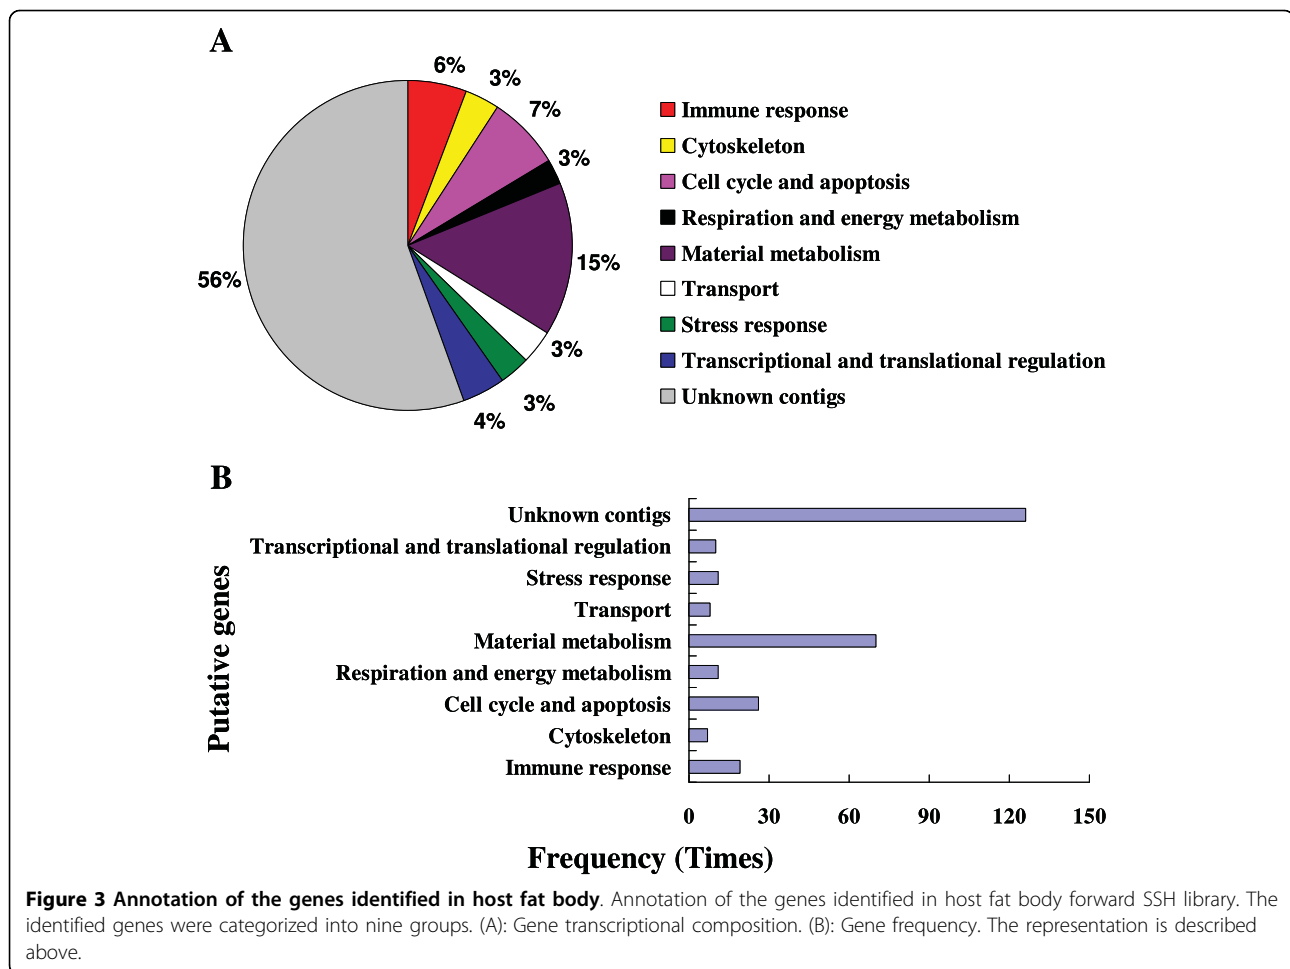 A
6%
3%
7%
3%
15%
3%
3%
4%
56%
Immune response
Cytoskeleton
Cell cycle and apoptosis
Respiration and energy metabolism
Material metabolism
Transport
Stress response
Transcriptional and translational regulation
Unknown contigs
B
Putative genes
Unknown contigs
Transcriptional and translational regulation
Stress response
Transport
Material metabolism
Respiration and energy metabolism
Cell cycle and apoptosis
Cytoskeleton
Immune response
0 30 60 90 120 150
Frequency (Times)
Figure 3 Annotation of the genes identified in host fat body. Annotation of the genes identified in host fat body forward SSH library. The
identified genes were categorized into nine groups. (A): Gene transcriptional composition. (B): Gene frequency. The representation is described
above.